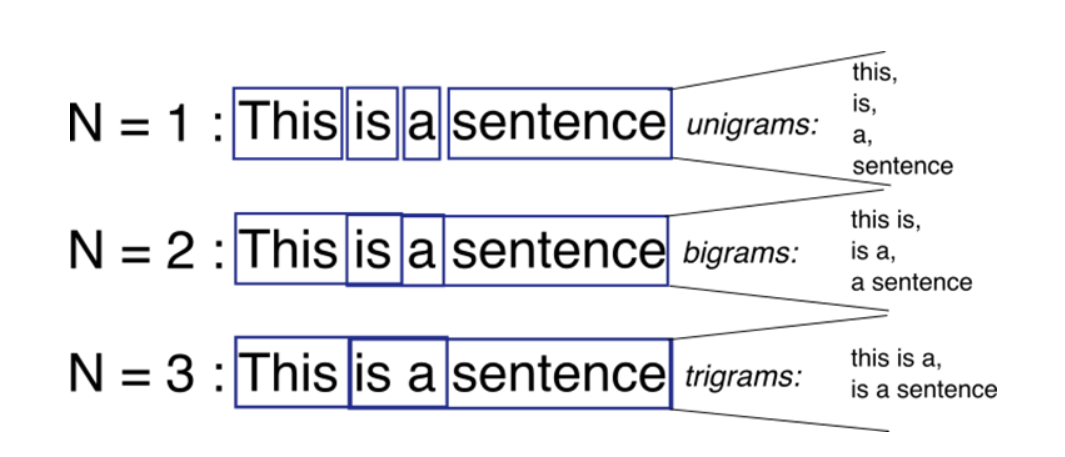 N = 1 : This is a sentence unigrams:
this,
is,
a,
sentence
N = 2 : This is a sentence bigrams:
this is,
is a,
a sentence
N = 3 : This is a sentence trigrams:
this is a,
is a sentence